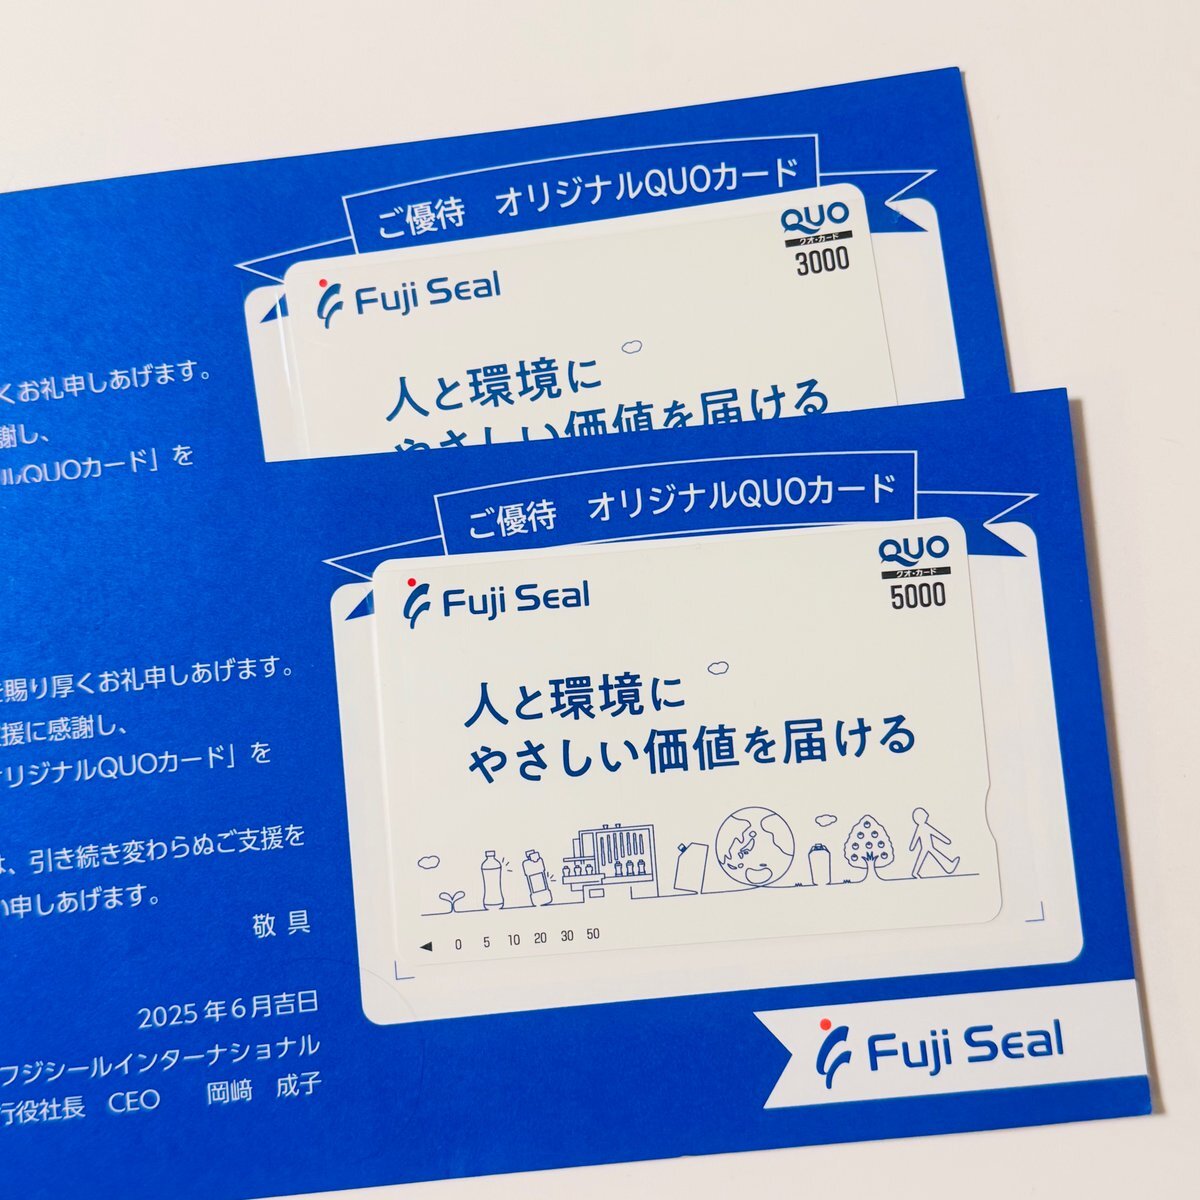 ご優待　オリジナルQUOカード
QUO
クオ・カード
3000
Fuji Seal
人と環境に
やさしい価値を届ける
くお礼申しあげます。
謝し、
ルQUOカード」を
ご優待　オリジナルQUOカード
QUO
クオ・カード
5000
Fuji Seal
人と環境に
やさしい価値を届ける
0 5 10 20 30 50
を賜り厚くお礼申しあげます。
援に感謝し、
オリジナルQUOカード」を
は、引き続き変わらぬご支援を
い申しあげます。
敬 具
2025年6月吉日
フジシールインターナショナル
行役社長　CEO　岡﨑　成子
Fuji Seal